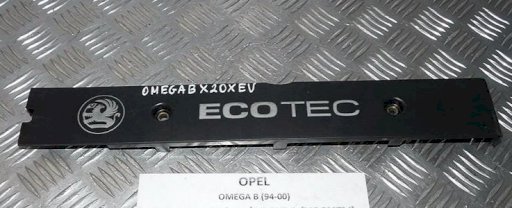 OMEGA B X20XEV
ECOTEC
OPEL
OMEGA B (94-00)